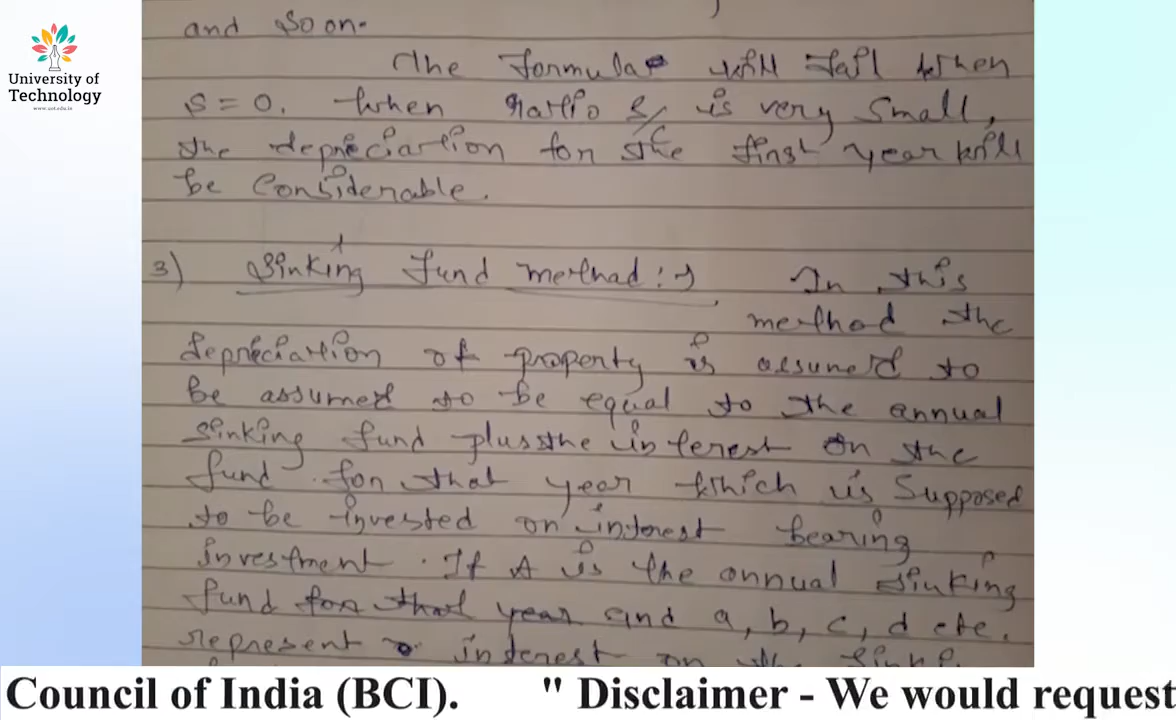 and so on.
University of
Technology
www.uot.edu.in
The formula will fail when
S = 0. When ratio S/C is very small,
the depreciation for the first year will
be considerable.
3) Sinking fund method :-> In this
method the
depreciation of property is assumed to
be assumed to be equal to the annual
sinking fund plus the interest on the
fund for that year which is supposed
to be invested on interest bearing
investment. If A is the annual sinking
fund for that year and a, b, c, d etc.
represent interest on the
Council of India (BCI). " Disclaimer - We would request